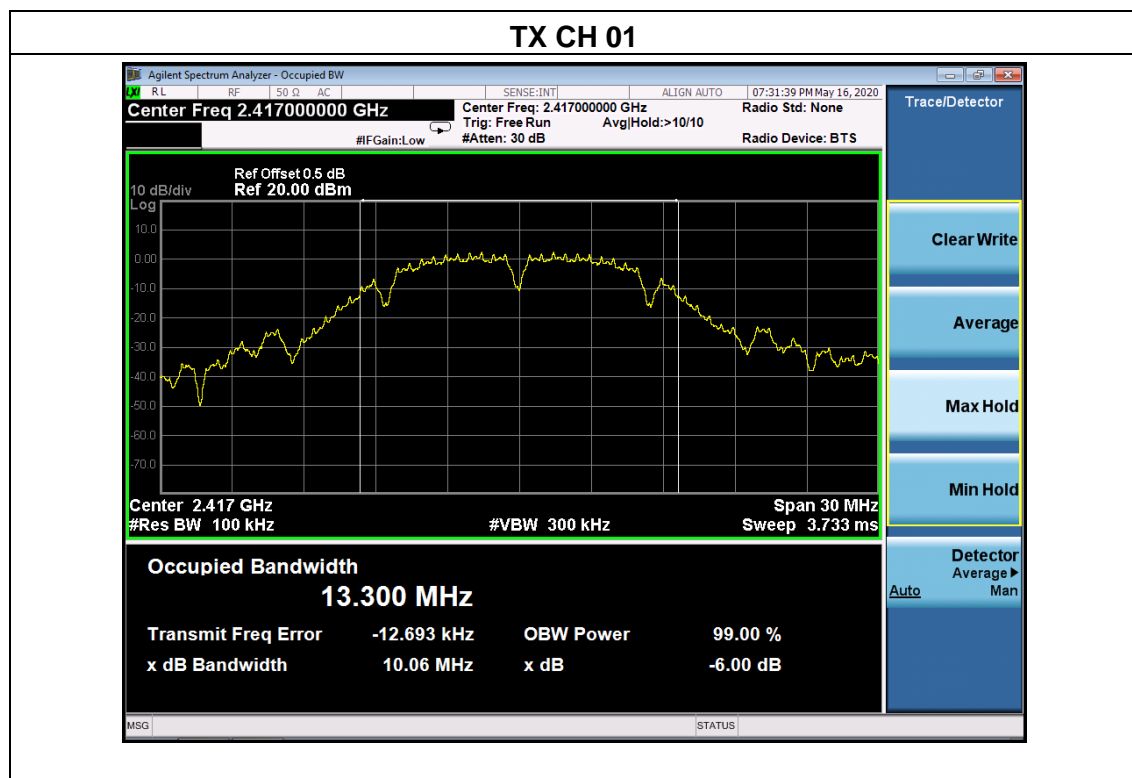 TX CH 01
Agilent Spectrum Analyzer - Occupied BW
LXI RL RF 50 Ω AC SENSE:INT ALIGN AUTO 07:31:39 PM May 16, 2020
Center Freq 2.417000000 GHz
Center Freq: 2.417000000 GHz
Radio Std: None
Trig: Free Run Avg|Hold:>10/10
#IFGain:Low #Atten: 30 dB Radio Device: BTS
Trace/Detector
Ref Offset 0.5 dB
10 dB/div Ref 20.00 dBm
Log
10.0
0.00
-10.0
-20.0
-30.0
-40.0
-50.0
-60.0
-70.0
Center 2.417 GHz Span 30 MHz
#Res BW 100 kHz #VBW 300 kHz Sweep 3.733 ms
Occupied Bandwidth
13.300 MHz
Transmit Freq Error -12.693 kHz OBW Power 99.00 %
x dB Bandwidth 10.06 MHz x dB -6.00 dB
Clear Write
Average
Max Hold
Min Hold
Detector
Average▶
Auto Man
MSG STATUS